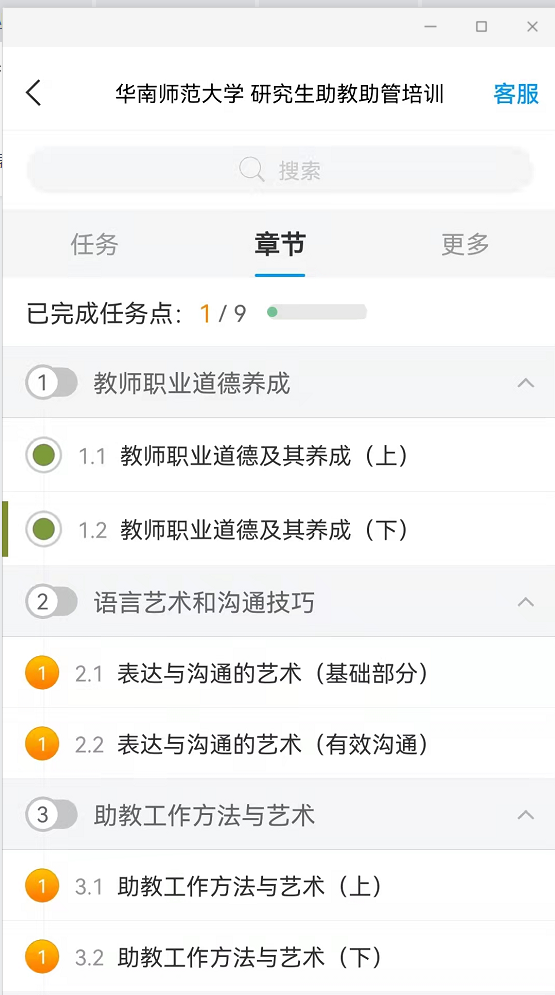 华南师范大学 研究生助教助管培训 客服
搜索
任务 章节 更多
已完成任务点: 1 / 9
1 教师职业道德养成
1.1 教师职业道德及其养成（上）
1.2 教师职业道德及其养成（下）
2 语言艺术和沟通技巧
1 2.1 表达与沟通的艺术（基础部分）
1 2.2 表达与沟通的艺术（有效沟通）
3 助教工作方法与艺术
1 3.1 助教工作方法与艺术（上）
1 3.2 助教工作方法与艺术（下）